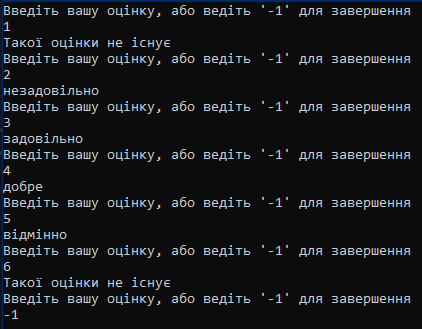 Введіть вашу оцінку, або ведіть '-1' для завершення
1
Такої оцінки не існує
Введіть вашу оцінку, або ведіть '-1' для завершення
2
незадовільно
Введіть вашу оцінку, або ведіть '-1' для завершення
3
задовільно
Введіть вашу оцінку, або ведіть '-1' для завершення
4
добре
Введіть вашу оцінку, або ведіть '-1' для завершення
5
відмінно
Введіть вашу оцінку, або ведіть '-1' для завершення
6
Такої оцінки не існує
Введіть вашу оцінку, або ведіть '-1' для завершення
-1